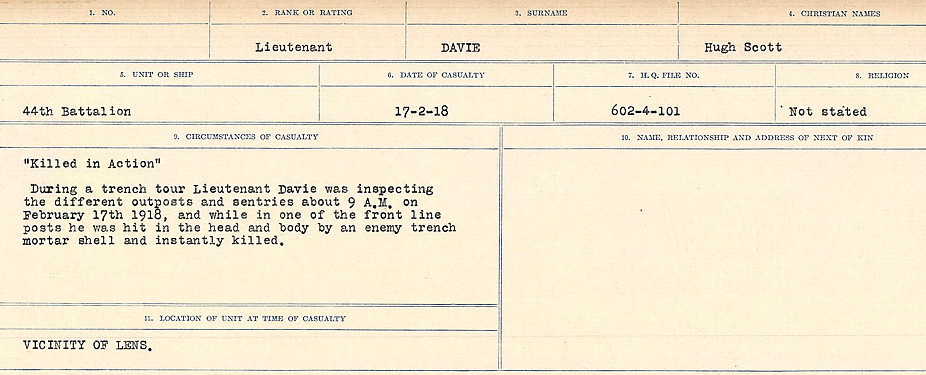 1. NO.
2. RANK OR RATING
3. SURNAME
4. CHRISTIAN NAMES
Lieutenant
DAVIE
Hugh Scott
5. UNIT OR SHIP
6. DATE OF CASUALTY
7. H.Q. FILE NO.
8. RELIGION
44th Battalion
17-2-18
602-4-101
Not stated
9. CIRCUMSTANCES OF CASUALTY
"Killed in Action"
During a trench tour Lieutenant Davie was inspecting
the different outposts and sentries about 9 A.M. on
February 17th 1918, and while in one of the front line
posts he was hit in the head and body by an enemy trench
mortar shell and instantly killed.
10. NAME, RELATIONSHIP AND ADDRESS OF NEXT OF KIN
11. LOCATION OF UNIT AT TIME OF CASUALTY
VICINITY OF LENS.